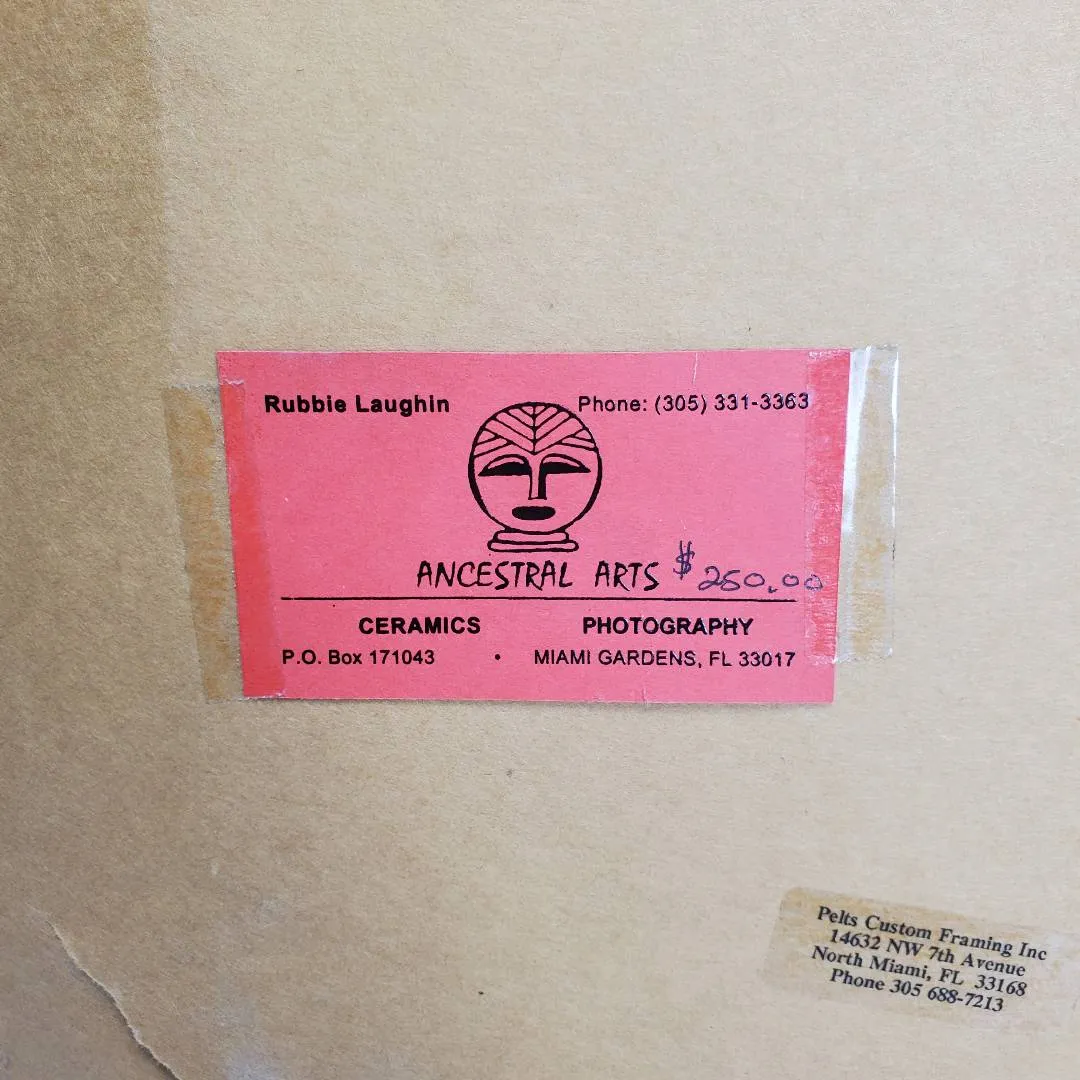 Rubbie Laughin
Phone: (305) 331-3363
ANCESTRAL ARTS $ 250.00
CERAMICS PHOTOGRAPHY
P.O. Box 171043 • MIAMI GARDENS, FL 33017
Pelts Custom Framing Inc
14632 NW 7th Avenue
North Miami, FL 33168
Phone 305 688-7213